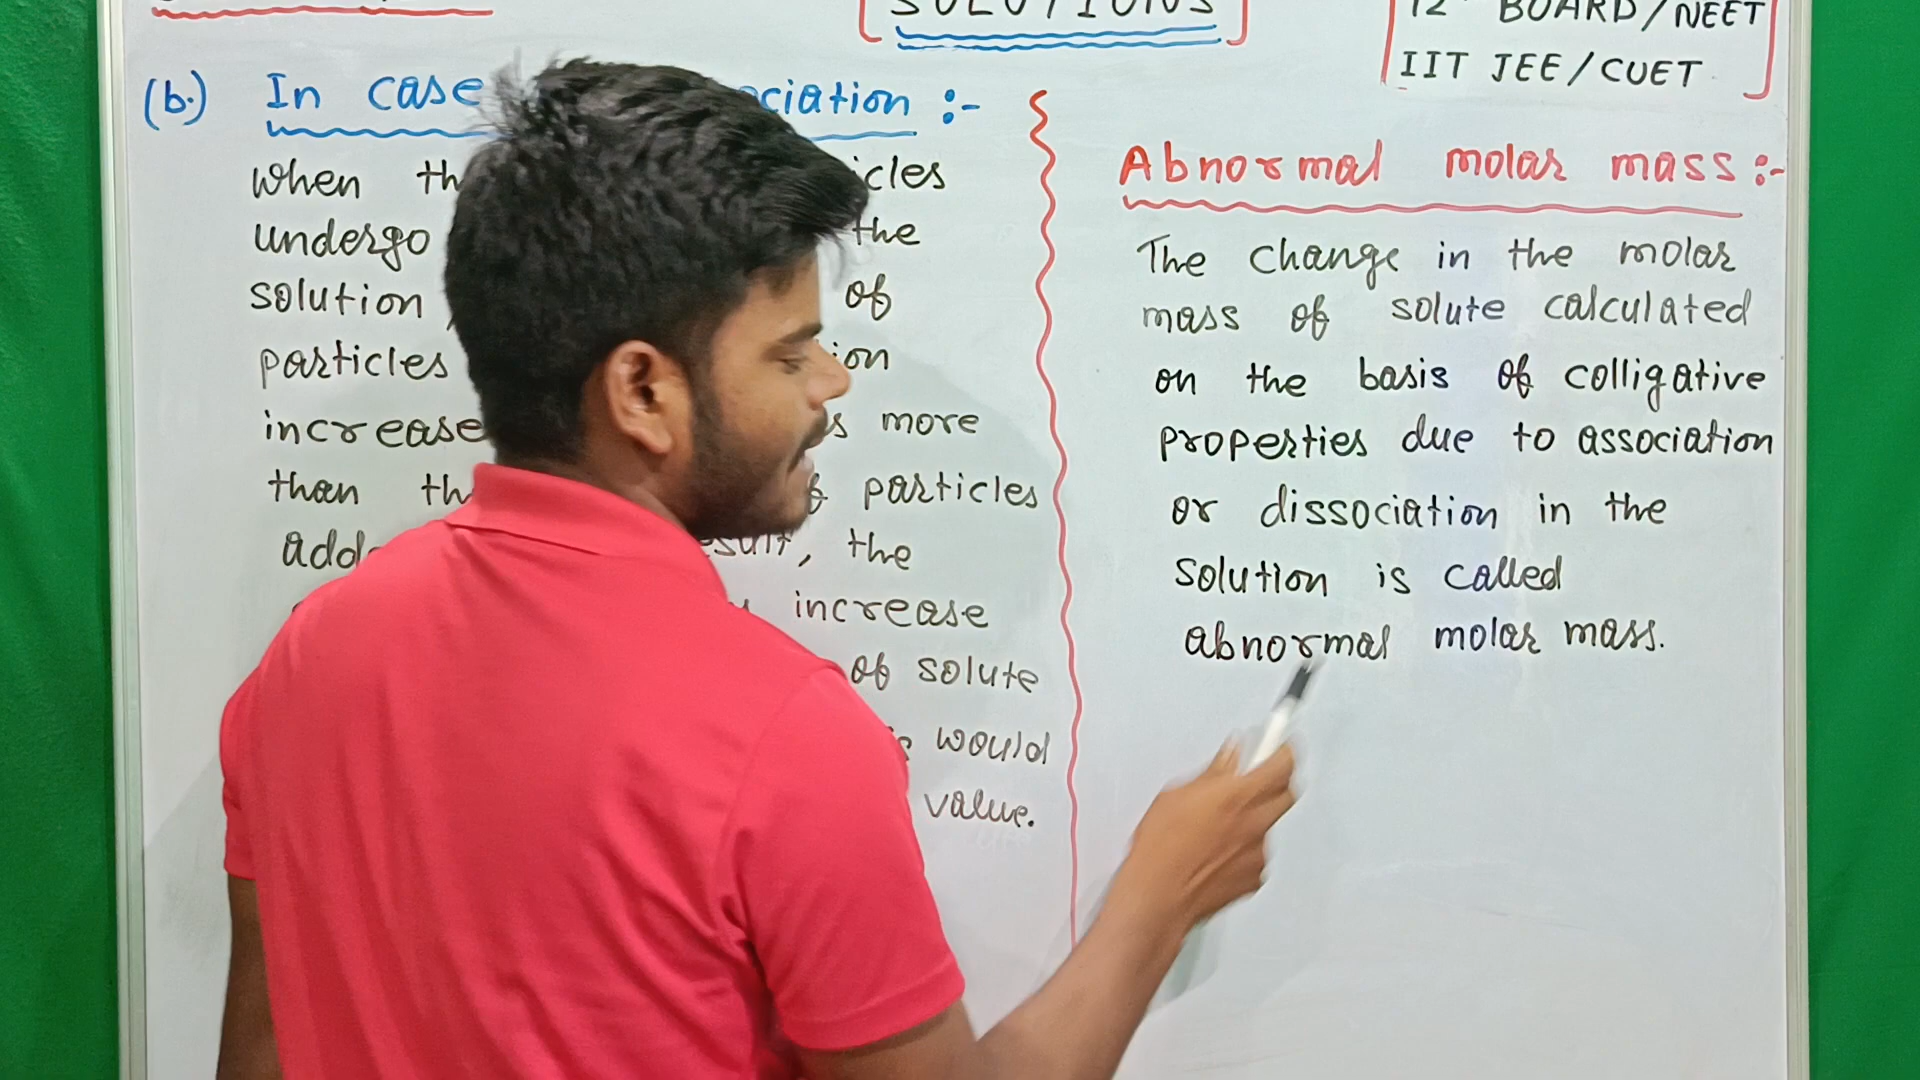 SOLUTIONS
12 BOARD/NEET
IIT JEE/CUET
(b.) In case ociation :-
when th icles
undergo the
solution of
particles ion
increase s more
than th particles
add esult, the
increase
of solute
would
value.
Abnormal molar mass:-
The change in the molar
mass of solute calculated
on the basis of colligative
properties due to association
or dissociation in the
solution is called
abnormal molar mass.